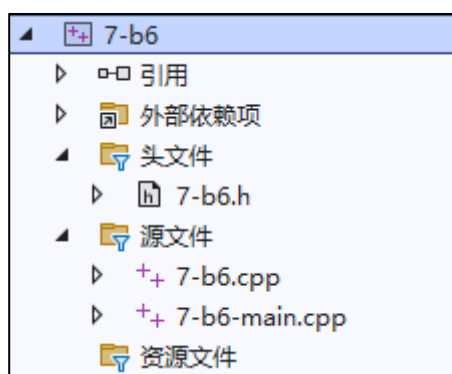 7-b6
引用
外部依赖项
头文件
7-b6.h
源文件
7-b6.cpp
7-b6-main.cpp
资源文件